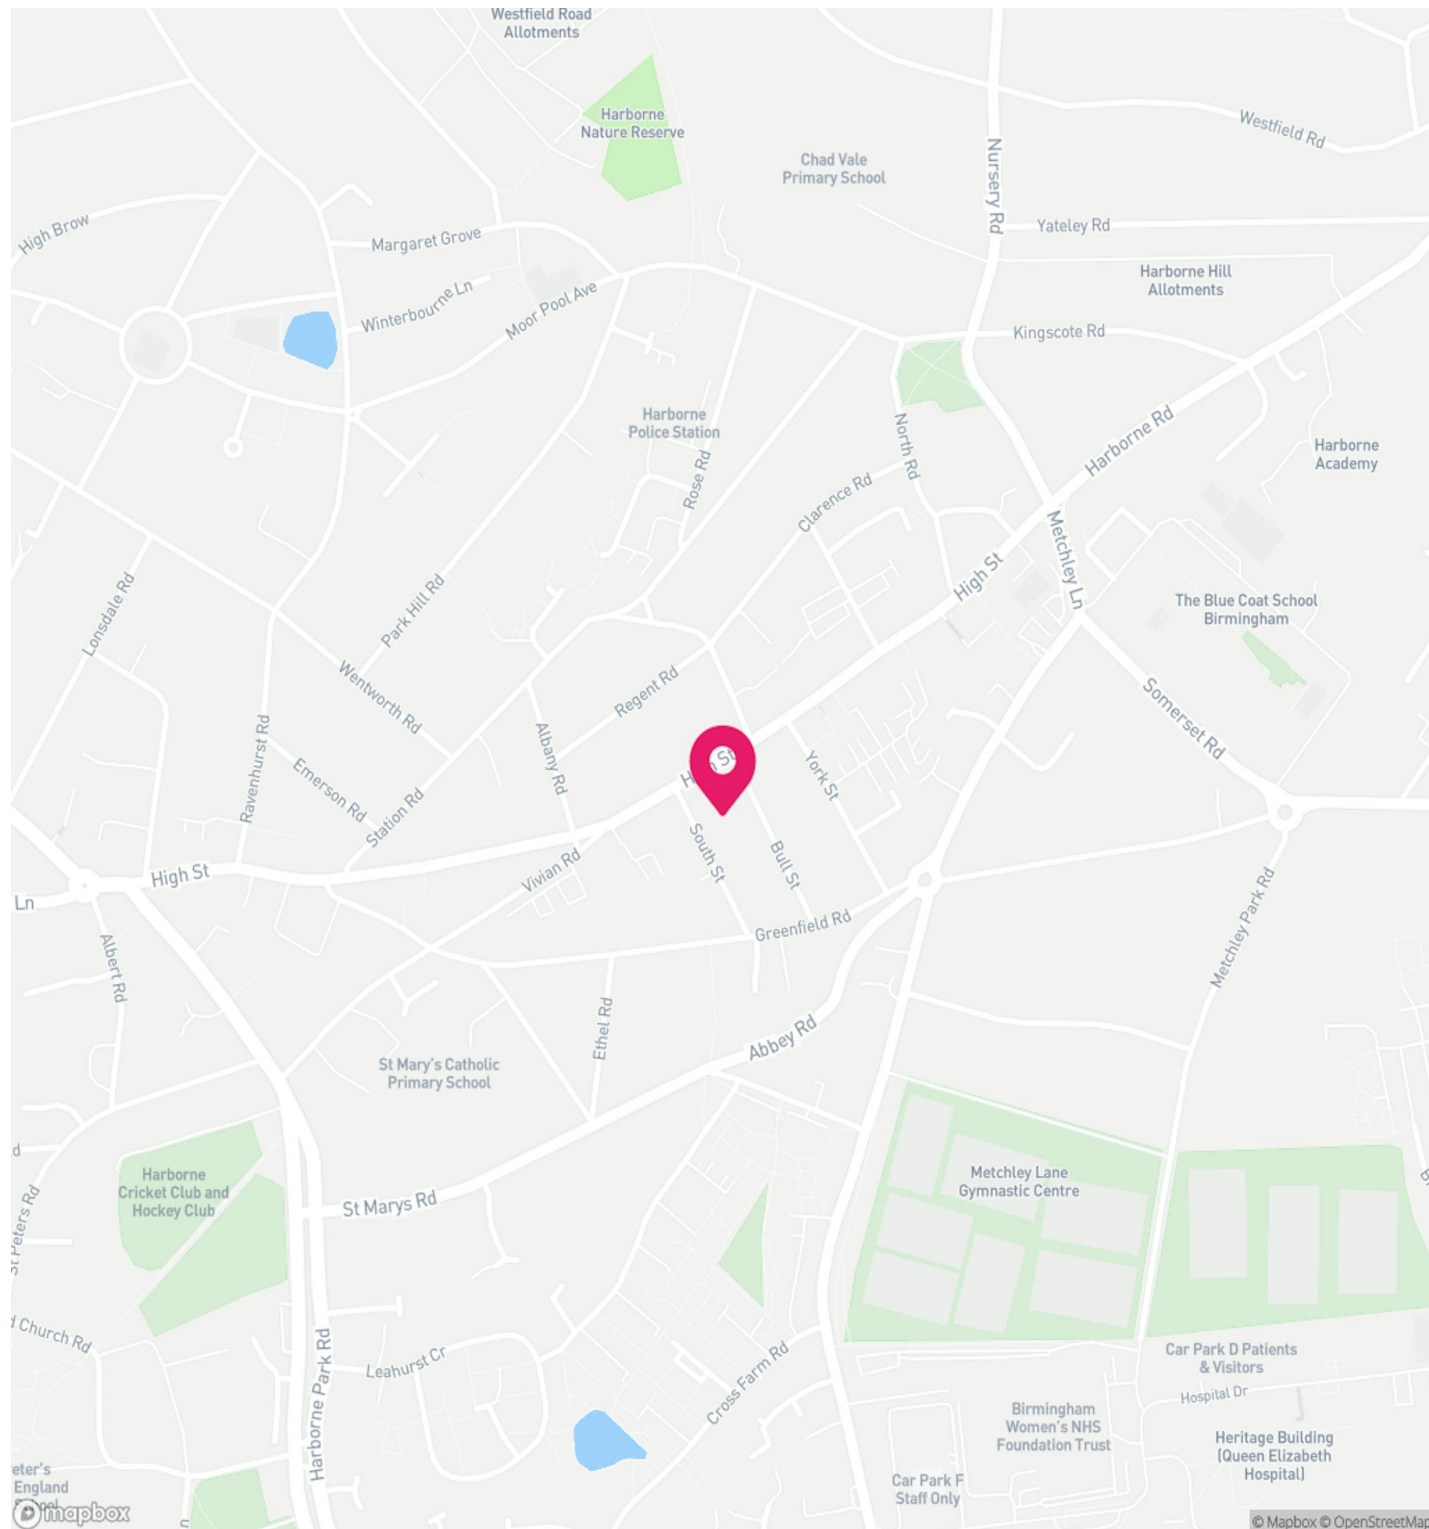 Westfield Road
Allotments
Harborne
Nature Reserve
Chad Vale
Primary School
Westfield Rd
Nursery Rd
High Brow
Margaret Grove
Yateley Rd
Harborne Hill
Allotments
Winterbourne Ln
Moor Pool Ave
Kingscote Rd
Harborne
Police Station
North Rd
Harborne Rd
Harborne
Academy
Rose Rd
Clarence Rd
Metchley Ln
High St
Lonsdale Rd
Park Hill Rd
The Blue Coat School
Birmingham
Wentworth Rd
Regent Rd
Somerset Rd
Ravenhurst Rd
Albany Rd
High St
York St
Emerson Rd
Station Rd
South St
Bull St
High St
Vivian Rd
Ln
Greenfield Rd
Metchley Park Rd
Albert Rd
Ethel Rd
Abbey Rd
St Mary's Catholic
Primary School
Harborne
Cricket Club and
Hockey Club
St Marys Rd
Metchley Lane
Gymnastic Centre
St Peters Rd
d Church Rd
Harborne Park Rd
Leahurst Cr
Cross Farm Rd
Car Park D Patients
& Visitors
Hospital Dr
Birmingham
Women's NHS
Foundation Trust
Heritage Building
(Queen Elizabeth
Hospital)
Car Park F
Staff Only
eter's
England
School
mapbox
© Mapbox © OpenStreetMap